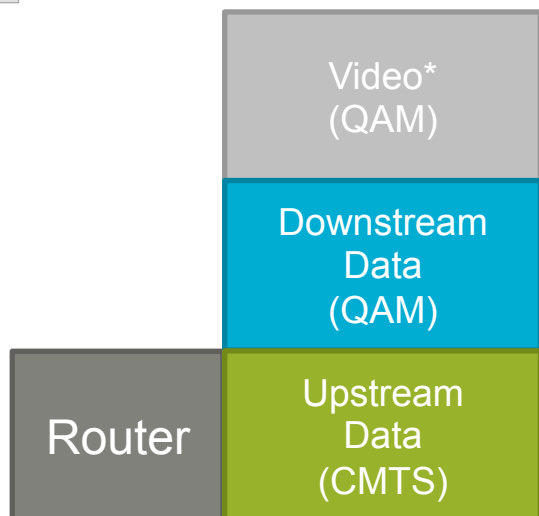 Video*
(QAM)
Downstream
Data
(QAM)
Router
Upstream
Data
(CMTS)